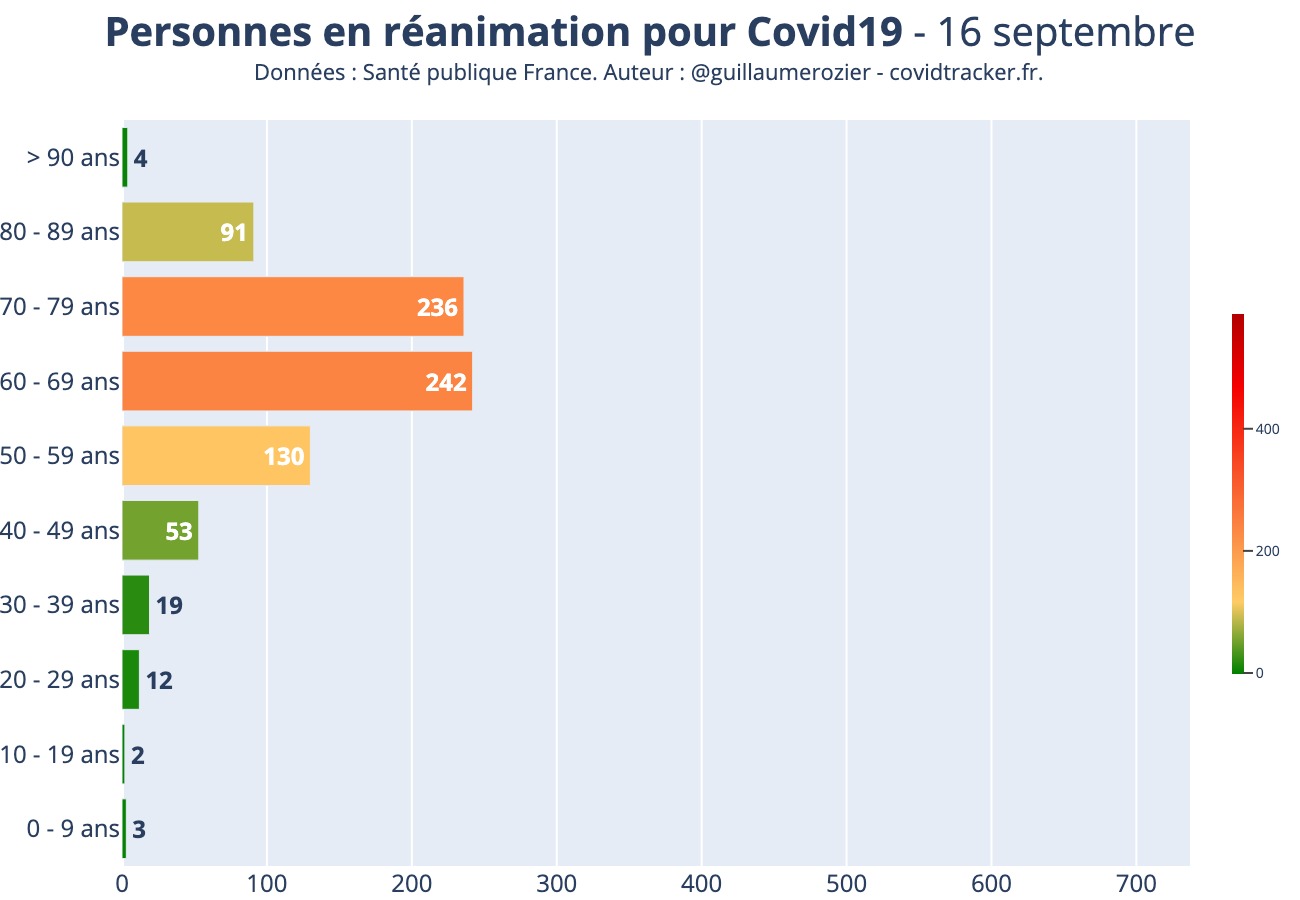 Personnes en réanimation pour Covid19 - 16 septembre
Données : Santé publique France. Auteur : @guillaumerozier - covidtracker.fr.
> 90 ans 4
80 - 89 ans 91
70 - 79 ans 236
60 - 69 ans 242
50 - 59 ans 130
40 - 49 ans 53
30 - 39 ans 19
20 - 29 ans 12
10 - 19 ans 2
0 - 9 ans 3
0 100 200 300 400 500 600 700
400
200
0